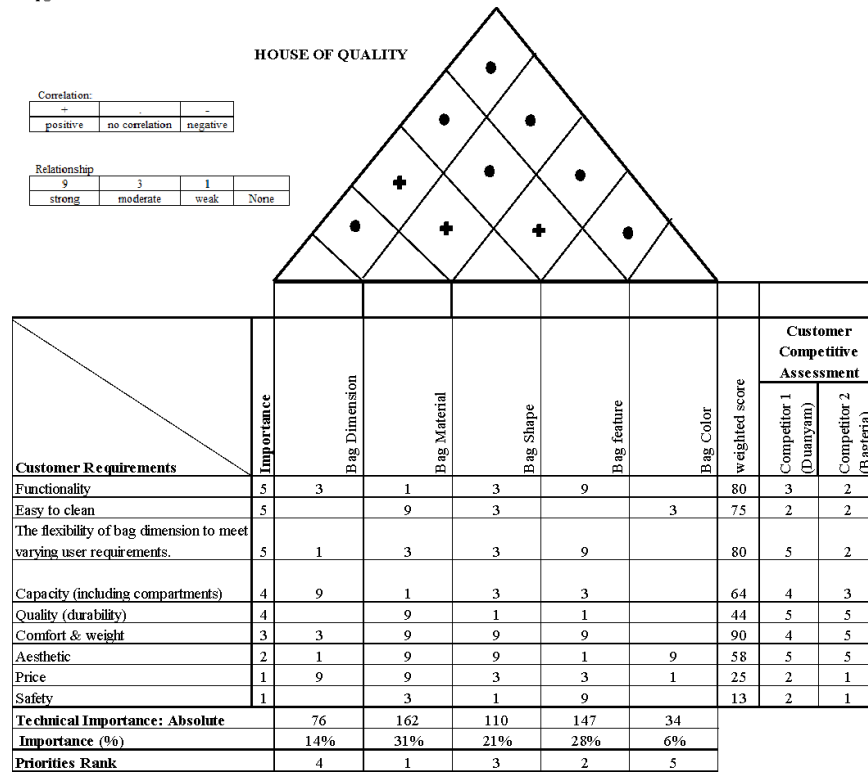 HOUSE OF QUALITY
Correlation:
+ . -
positive no correlation negative
Relationship
9 3 1
strong moderate weak None
Customer Requirements Importance Bag Dimension Bag Material Bag Shape Bag feature Bag Color weighted score
Customer
Competitive
Assessment
Competitor 1
(Duanyam)
Competitor 2
(Bagteria)
Functionality 5 3 1 3 9 80 3 2
Easy to clean 5 9 3 3 75 2 2
The flexibility of bag dimension to meet
varying user requirements. 5 1 3 3 9 80 5 2
Capacity (including compartments) 4 9 1 3 3 64 4 3
Quality (durability) 4 9 1 1 44 5 5
Comfort & weight 3 3 9 9 9 90 4 5
Aesthetic 2 1 9 9 1 9 58 5 5
Price 1 9 9 3 3 1 25 2 1
Safety 1 3 1 9 13 2 1
Technical Importance: Absolute 76 162 110 147 34
Importance (%) 14% 31% 21% 28% 6%
Priorities Rank 4 1 3 2 5